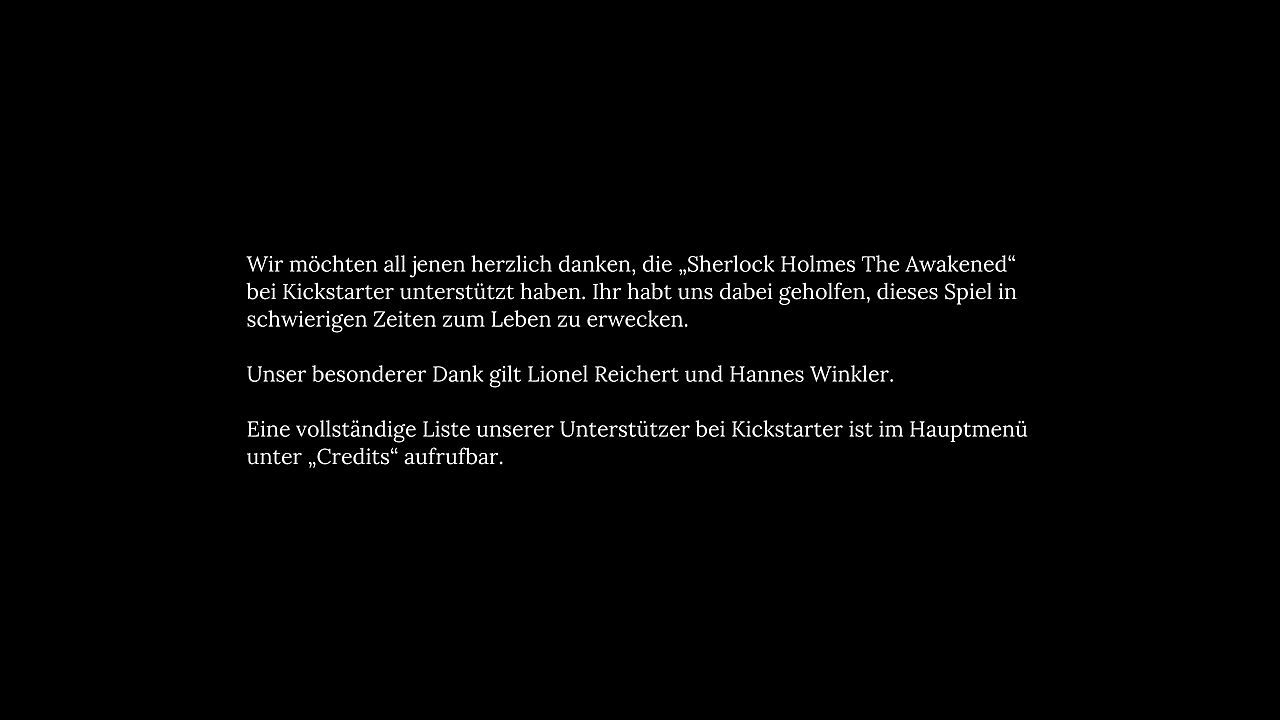 Wir möchten all jenen herzlich danken, die „Sherlock Holmes The Awakened“
bei Kickstarter unterstützt haben. Ihr habt uns dabei geholfen, dieses Spiel in
schwierigen Zeiten zum Leben zu erwecken.
Unser besonderer Dank gilt Lionel Reichert und Hannes Winkler.
Eine vollständige Liste unserer Unterstützer bei Kickstarter ist im Hauptmenü
unter „Credits“ aufrufbar.